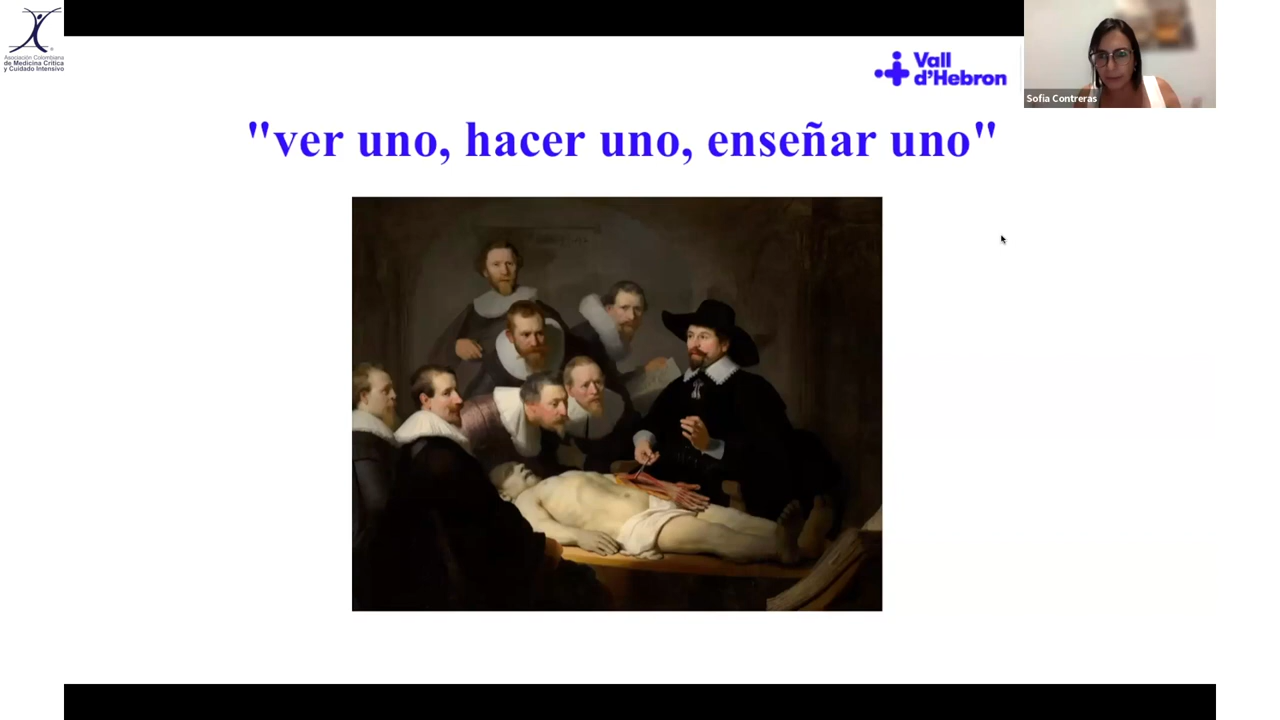 Asociación Colombiana
de Medicina Crítica
y Cuidado Intensivo
Vall
d'Hebron
Sofia Contreras
"ver uno, hacer uno, enseñar uno"